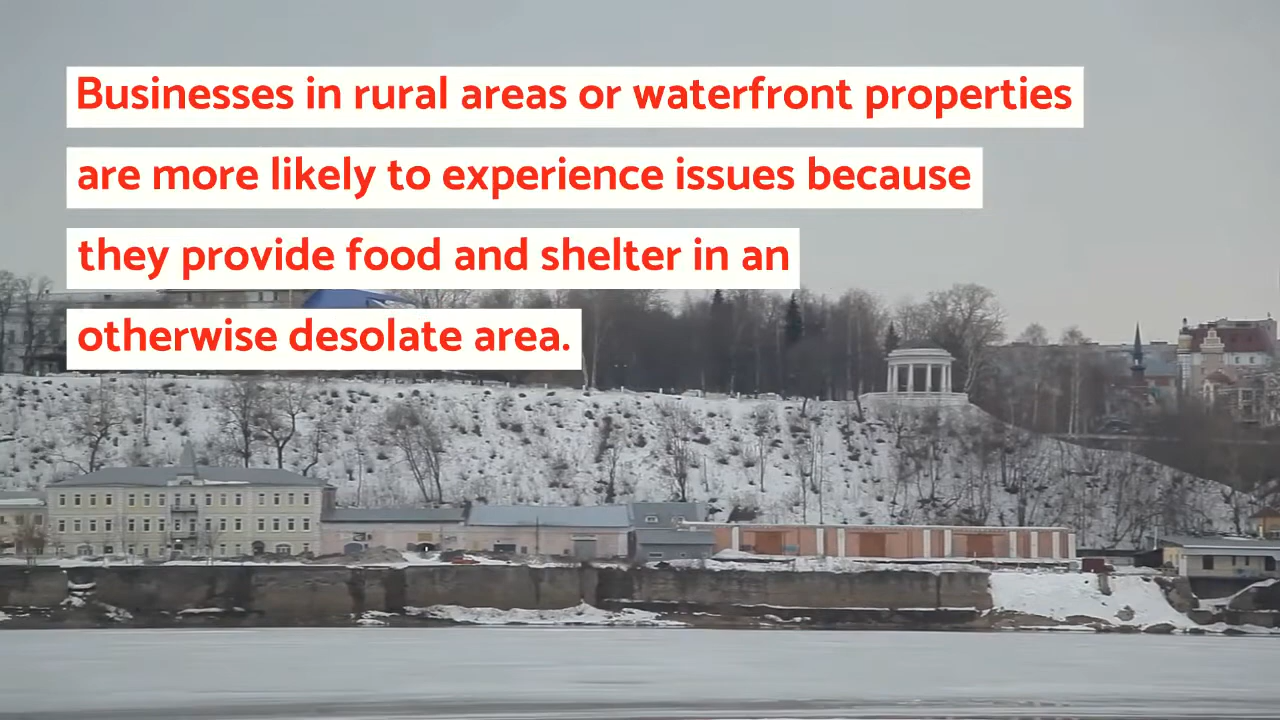 Businesses in rural areas or waterfront properties
are more likely to experience issues because
they provide food and shelter in an
otherwise desolate area.